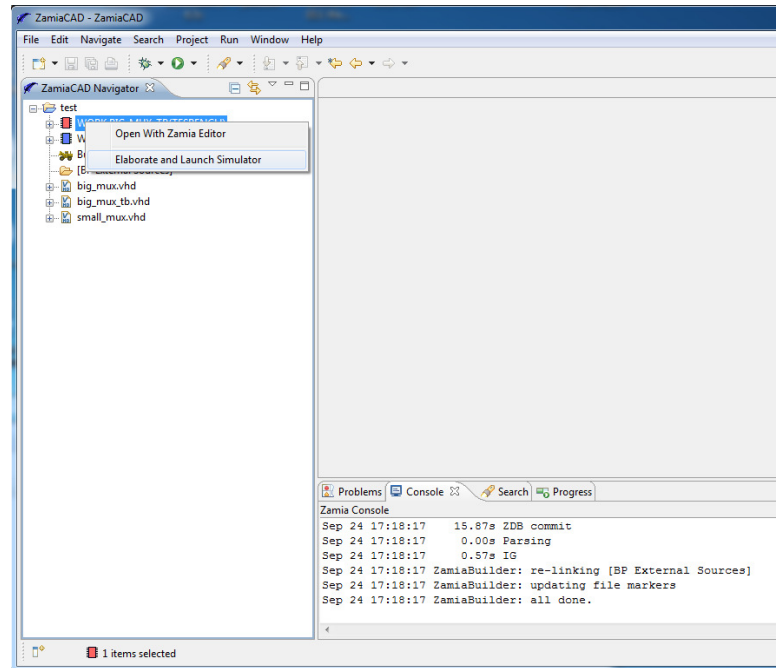 ZamiaCAD - ZamiaCAD
File Edit Navigate Search Project Run Window Help
ZamiaCAD Navigator
test
Open With Zamia Editor
Elaborate and Launch Simulator
big_mux.vhd
big_mux_tb.vhd
small_mux.vhd
Problems Console Search Progress
Zamia Console
Sep 24 17:18:17 15.87s ZDB commit
Sep 24 17:18:17 0.00s Parsing
Sep 24 17:18:17 0.57s IG
Sep 24 17:18:17 ZamiaBuilder: re-linking [BP External Sources]
Sep 24 17:18:17 ZamiaBuilder: updating file markers
Sep 24 17:18:17 ZamiaBuilder: all done.
1 items selected